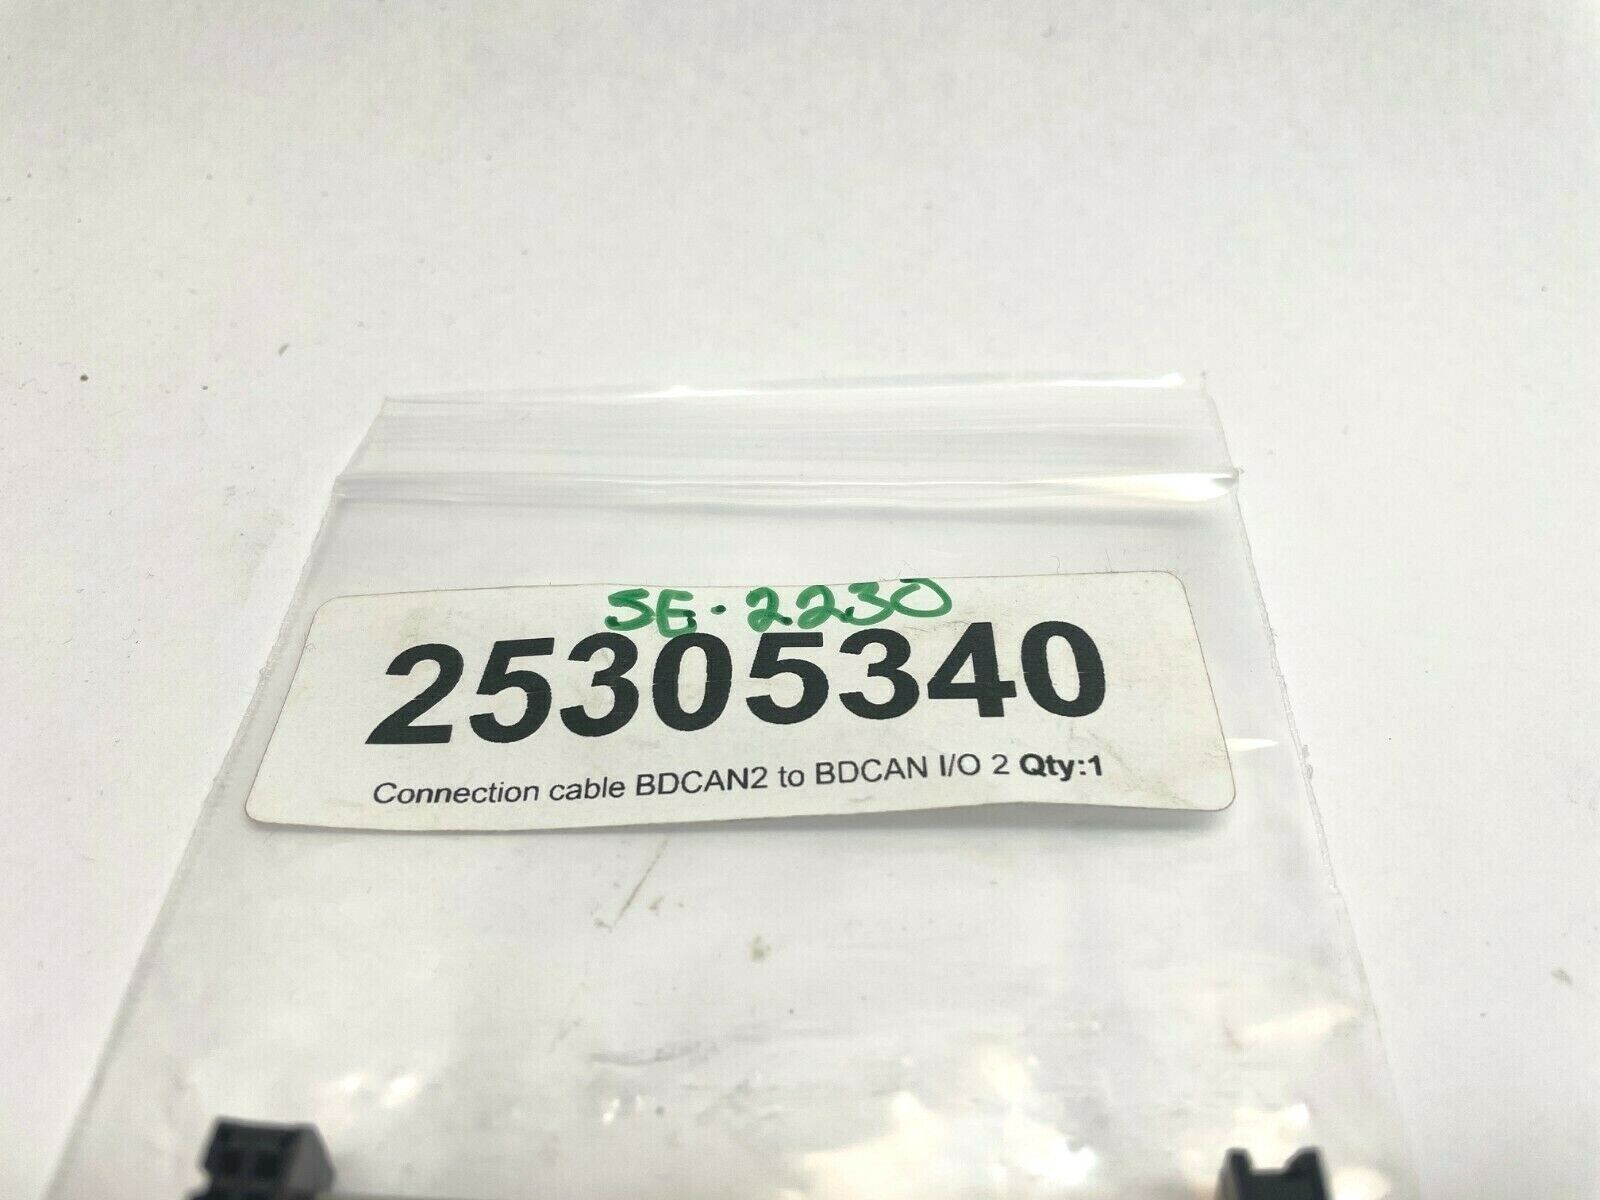 SE-2230
25305340
Connection cable BDCAN2 to BDCAN I/O 2 Qty:1